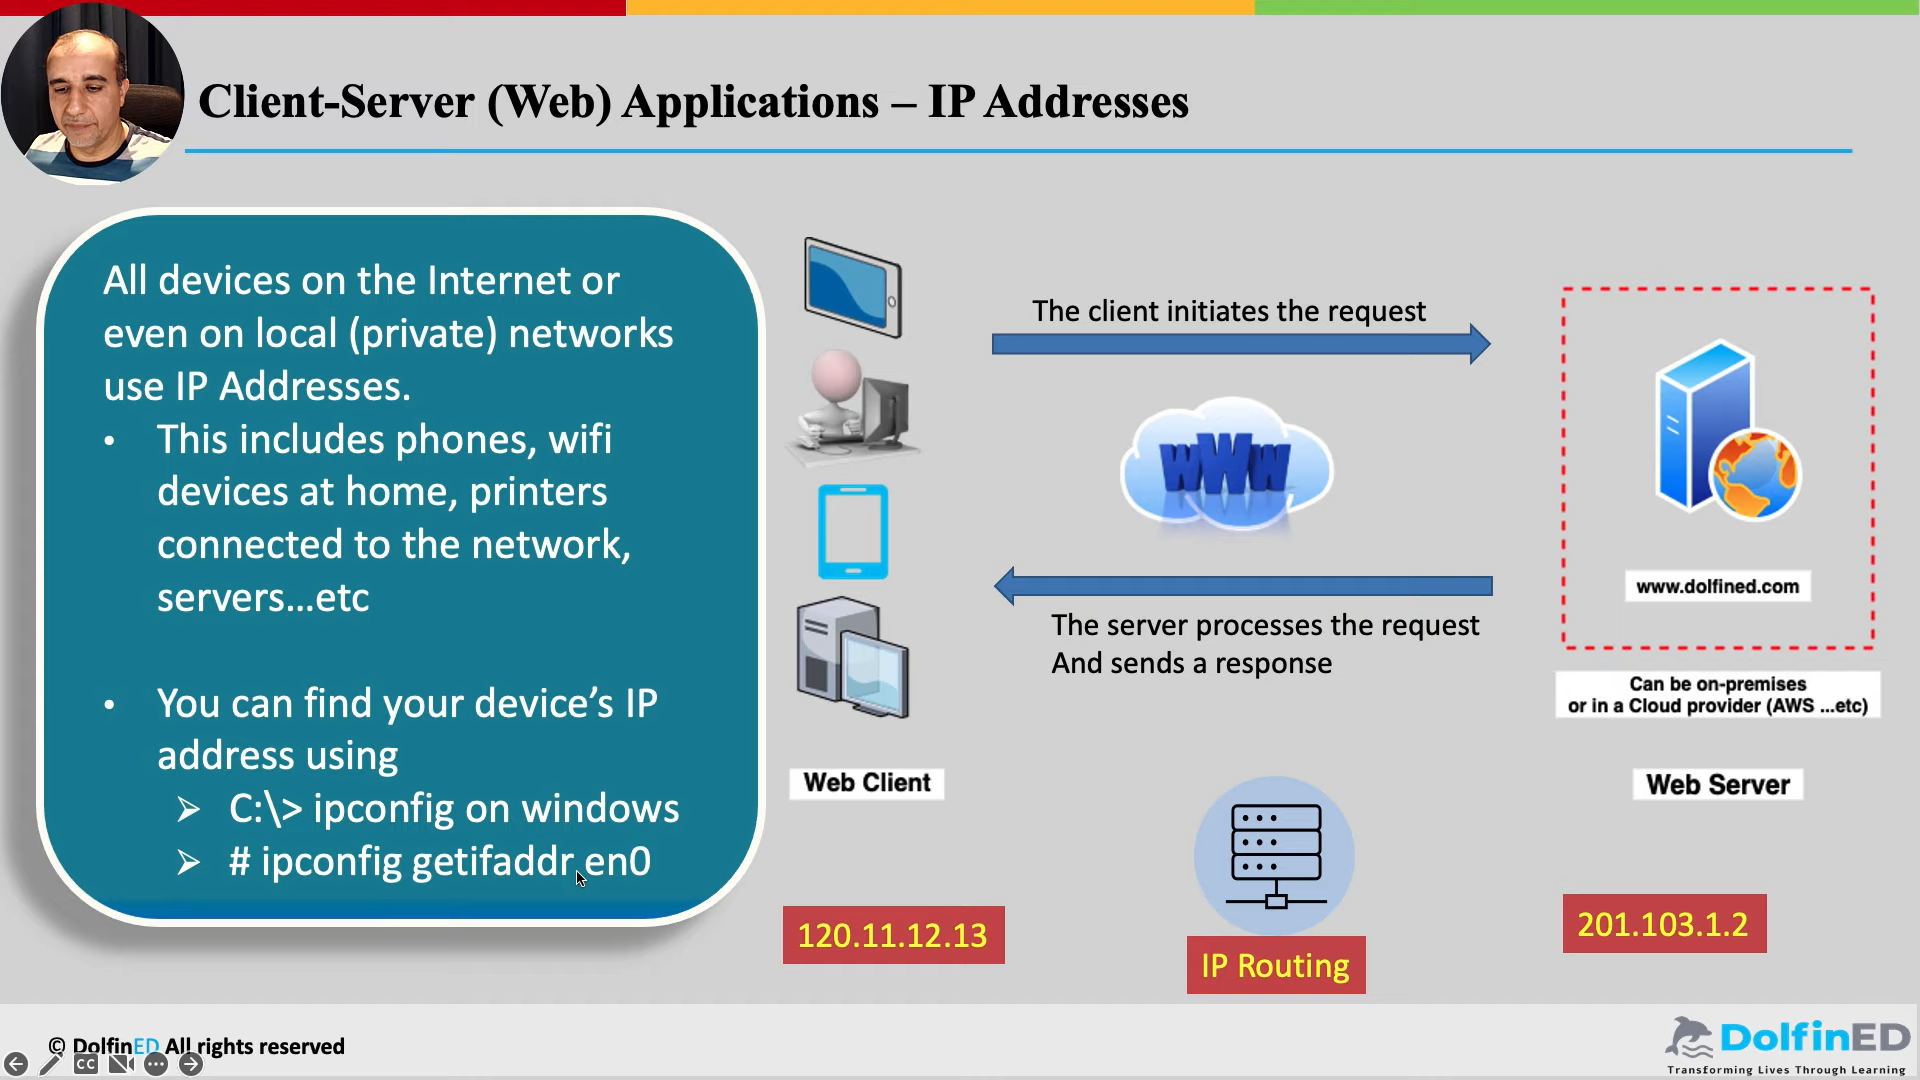 Client-Server (Web) Applications – IP Addresses
All devices on the Internet or
even on local (private) networks
use IP Addresses.
• This includes phones, wifi
devices at home, printers
connected to the network,
servers...etc
• You can find your device’s IP
address using
➢ C:\> ipconfig on windows
➢ # ipconfig getifaddr en0
The client initiates the request
WWW
The server processes the request
And sends a response
www.dolfined.com
Can be on-premises
or in a Cloud provider (AWS ...etc)
Web Client
Web Server
120.11.12.13
IP Routing
201.103.1.2
© DolfinED All rights reserved
CC
DolfinED
Transforming Lives Through Learning